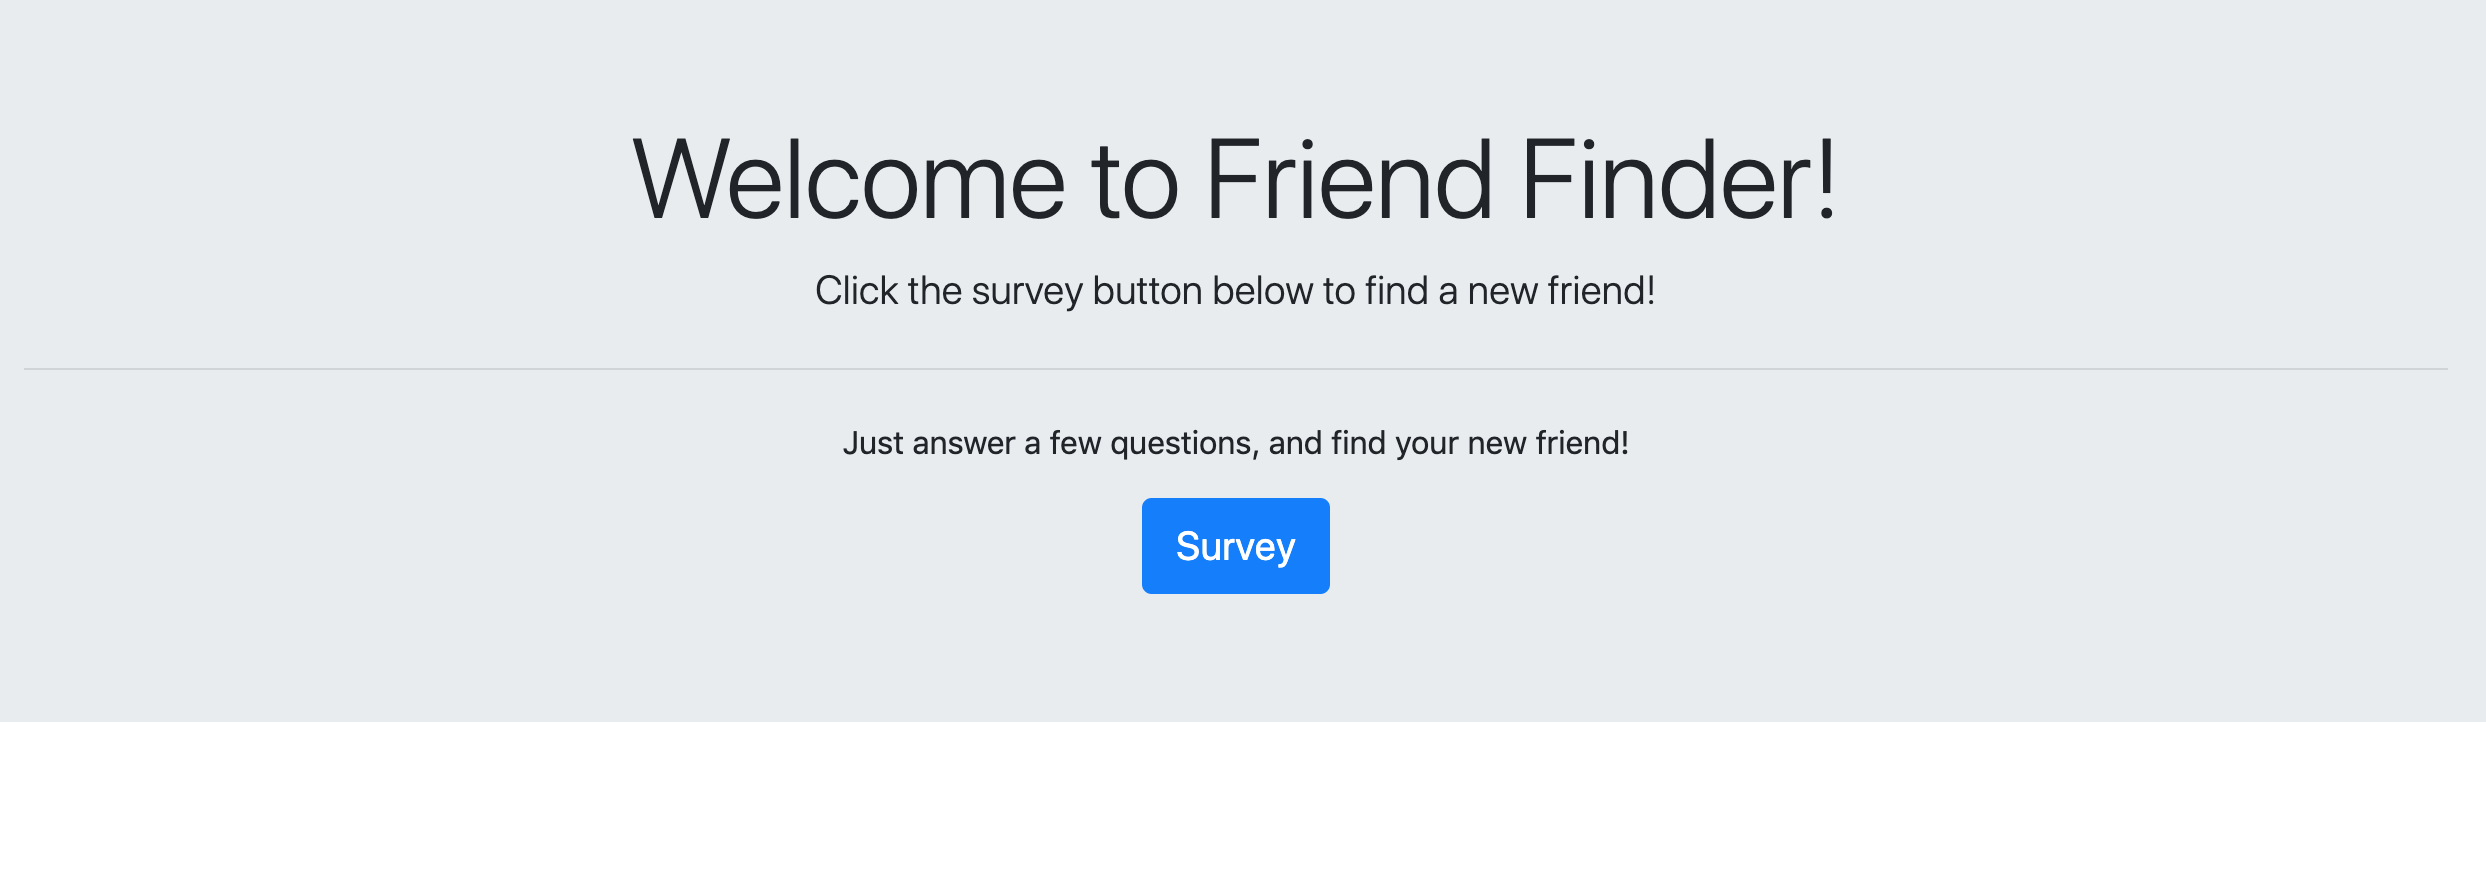 Welcome to Friend Finder!
Click the survey button below to find a new friend!
Just answer a few questions, and find your new friend!
Survey